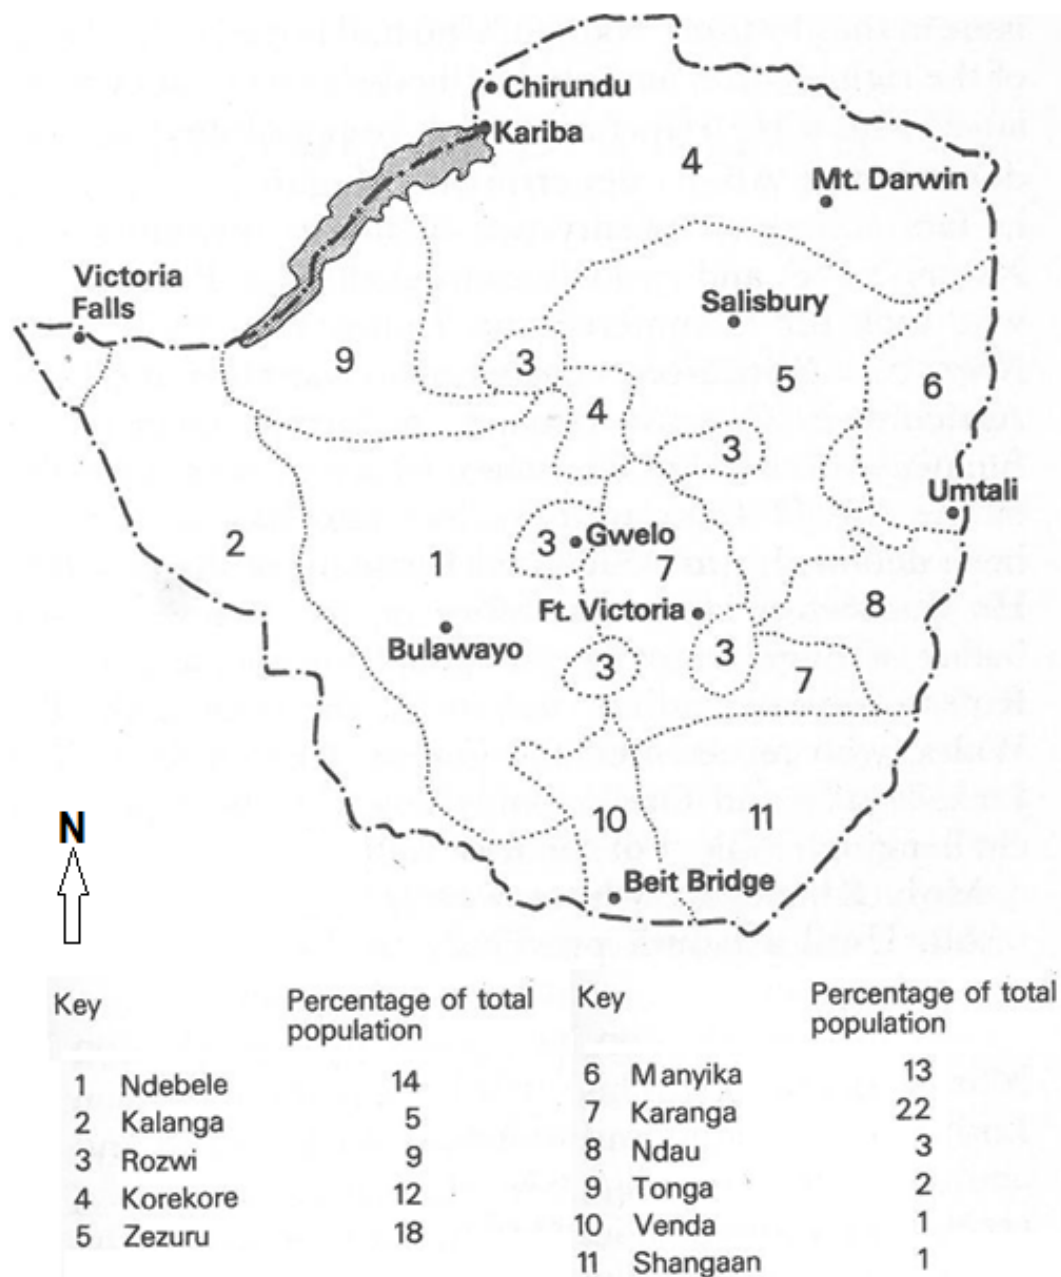 Chirundu
Kariba
4
Mt. Darwin
Victoria
Falls
Salisbury
9
3
5
6
4
3
Umtali
2
1
3
Gwelo
7
8
Ft. Victoria
Bulawayo
3
3
7
N
10
11
Beit Bridge
Key
Percentage of total
population
1 Ndebele 14
2 Kalanga 5
3 Rozwi 9
4 Korekore 12
5 Zezuru 18
Key
Percentage of total
population
6 Manyika 13
7 Karanga 22
8 Ndau 3
9 Tonga 2
10 Venda 1
11 Shangaan 1